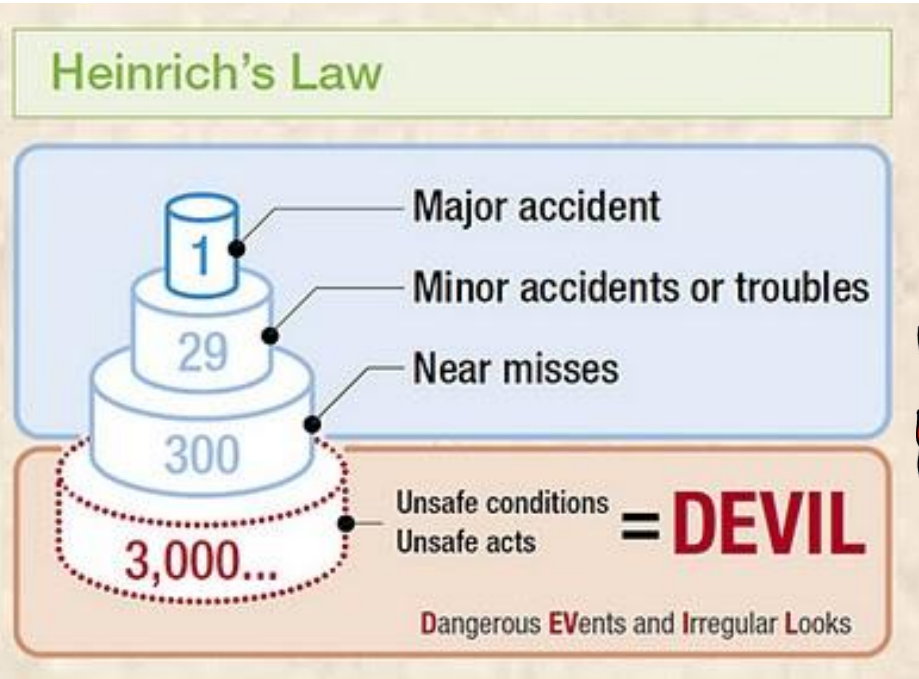 Heinrich's Law
1
Major accident
29
Minor accidents or troubles
300
Near misses
3,000...
Unsafe conditions
Unsafe acts
= DEVIL
Dangerous EVents and Irregular Looks